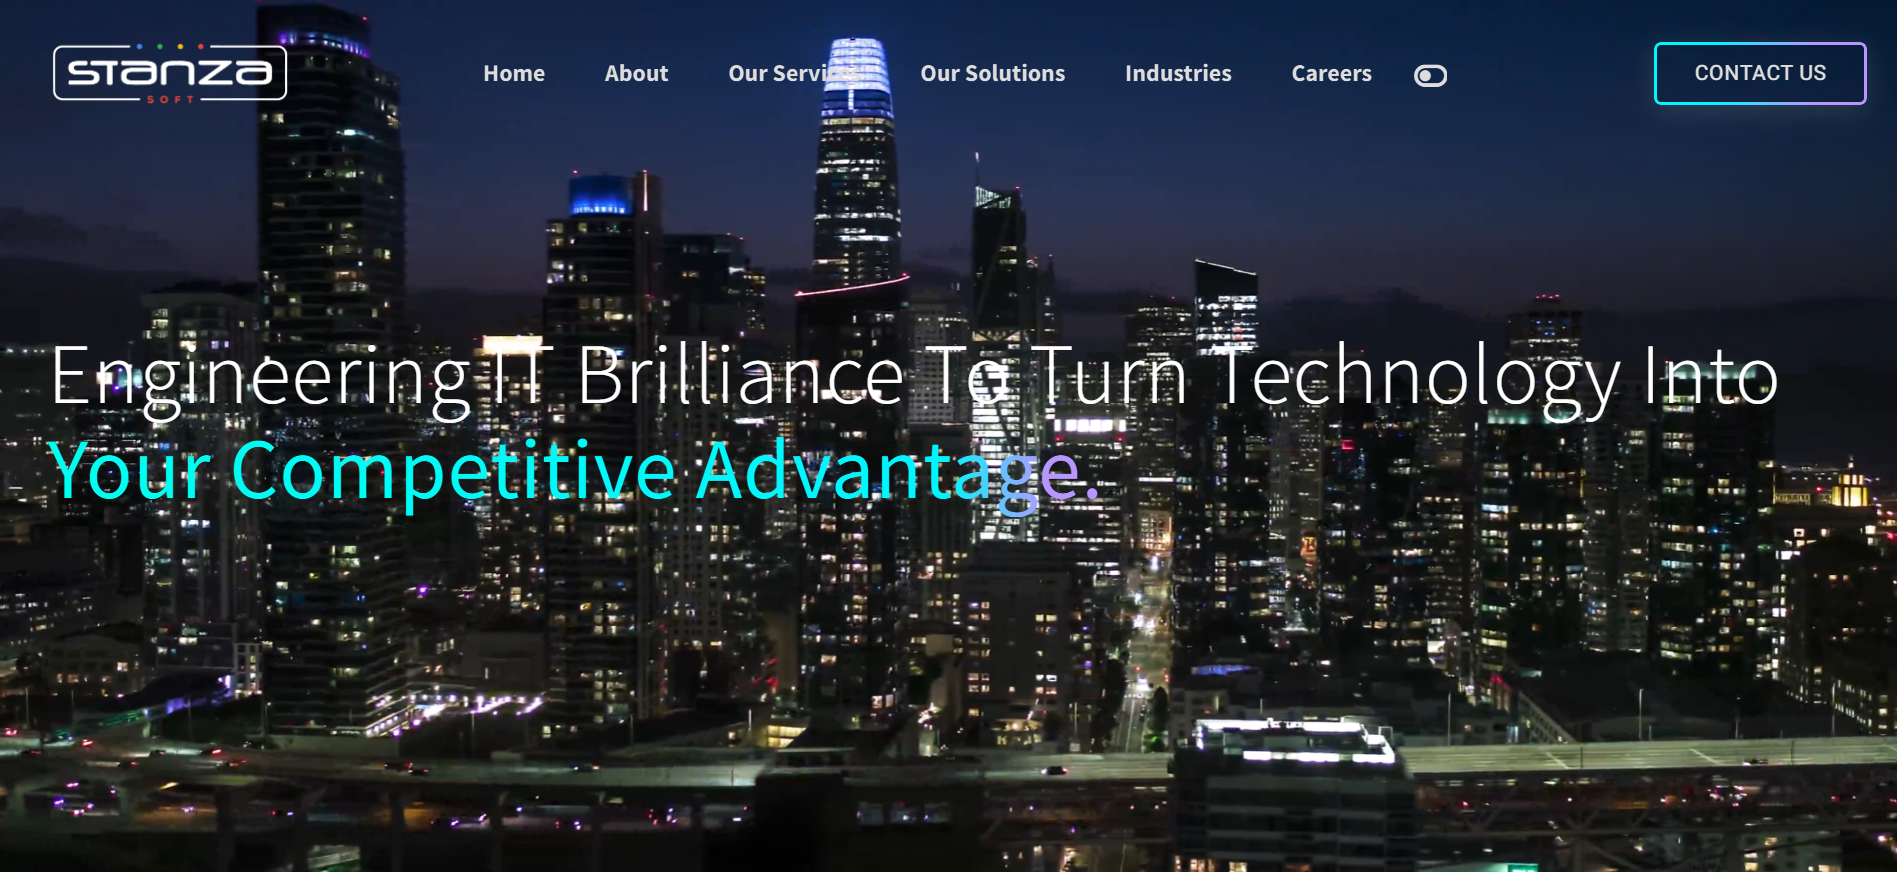 STANZA
SOFT
Home
About
Our Services
Our Solutions
Industries
Careers
CONTACT US
Engineering IT Brilliance To Turn Technology Into
Your Competitive Advantage.